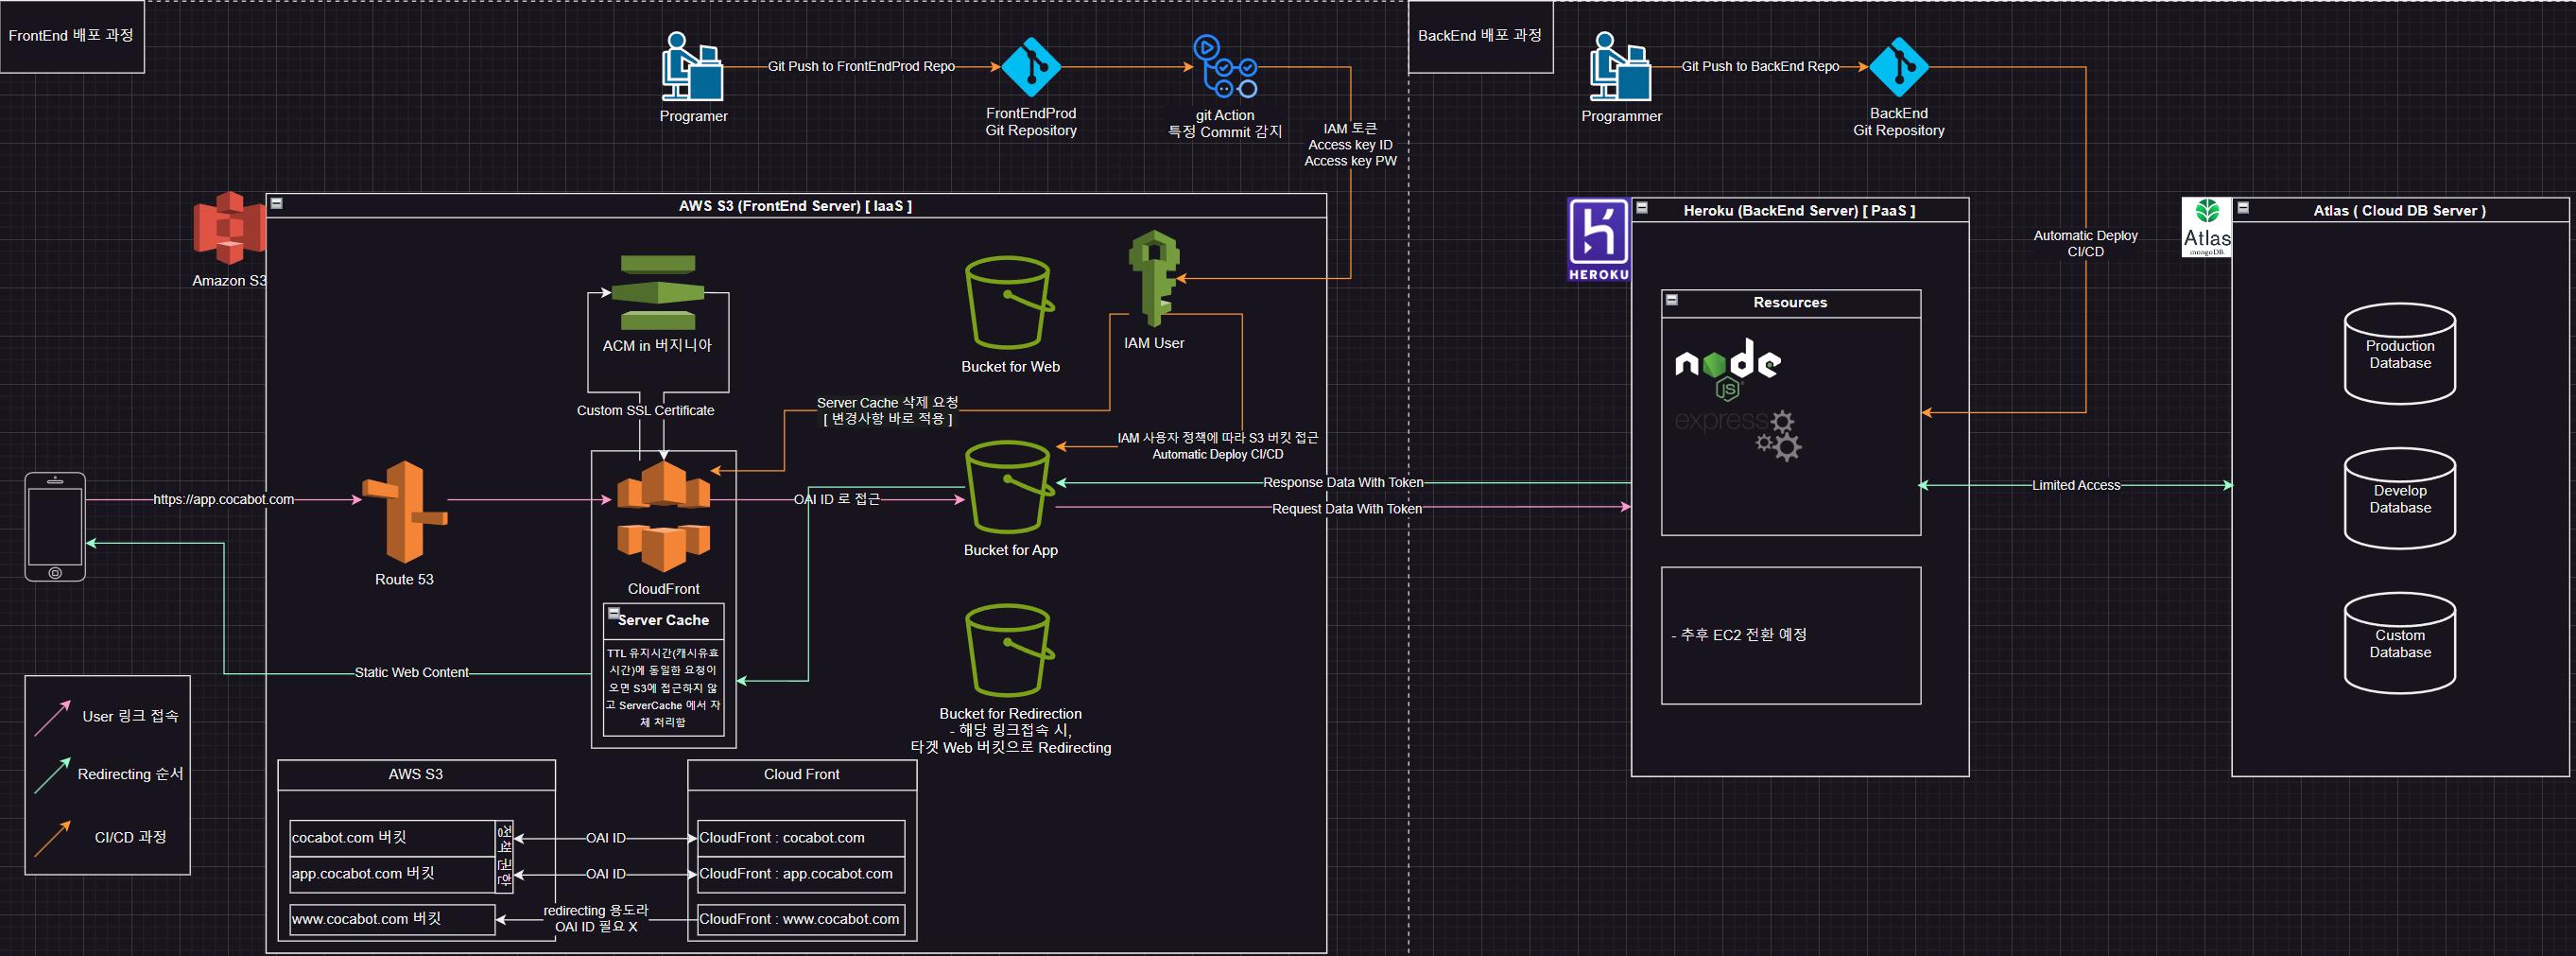 FrontEnd 배포 과정
Programer
Git Push to FrontEndProd Repo
FrontEndProd
Git Repository
git Action
특정 Commit 감지
IAM 토큰
Access key ID
Access key PW
BackEnd 배포 과정
Programmer
Git Push to BackEnd Repo
BackEnd
Git Repository
Automatic Deploy
CI/CD
Amazon S3
AWS S3 (FrontEnd Server) [ IaaS ]
ACM in 버지니아
Custom SSL Certificate
Bucket for Web
IAM User
Server Cache 삭제 요청
[ 변경사항 바로 적용 ]
IAM 사용자 정책에 따라 S3 버킷 접근
Automatic Deploy CI/CD
https://app.cocabot.com
Route 53
CloudFront
OAI ID 로 접근
Bucket for App
Response Data With Token
Request Data With Token
Server Cache
TTL 유지시간(캐시유효
시간)에 동일한 요청이
오면 S3에 접근하지 않
고 ServerCache 에서 자
체 처리함
Static Web Content
Bucket for Redirection
- 해당 링크접속 시,
타겟 Web 버킷으로 Redirecting
User 링크 접속
Redirecting 순서
CI/CD 과정
AWS S3
cocabot.com 버킷
app.cocabot.com 버킷
www.cocabot.com 버킷
정책 권한
OAI ID
OAI ID
redirecting 용도라
OAI ID 필요 X
Cloud Front
CloudFront : cocabot.com
CloudFront : app.cocabot.com
CloudFront : www.cocabot.com
HEROKU
Heroku (BackEnd Server) [ PaaS ]
Resources
node
JS
express
- 추후 EC2 전환 예정
Limited Access
Atlas
mongoDB
Atlas ( Cloud DB Server )
Production
Database
Develop
Database
Custom
Database